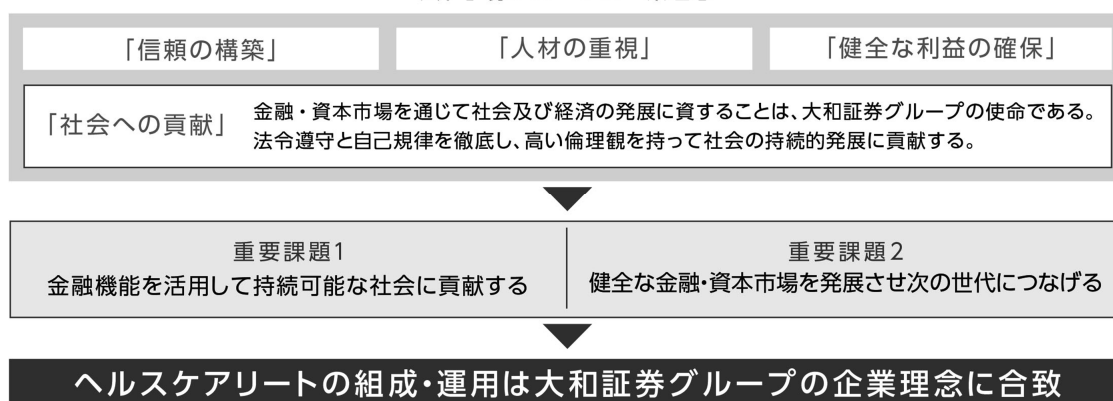 「信頼の構築」
「人材の重視」
「健全な利益の確保」
「社会への貢献」
金融・資本市場を通じて社会及び経済の発展に資することは、大和証券グループの使命である。
法令遵守と自己規律を徹底し、高い倫理観を持って社会の持続的発展に貢献する。
重要課題1
金融機能を活用して持続可能な社会に貢献する
重要課題2
健全な金融・資本市場を発展させ次の世代につなげる
ヘルスケアリートの組成・運用は大和証券グループの企業理念に合致